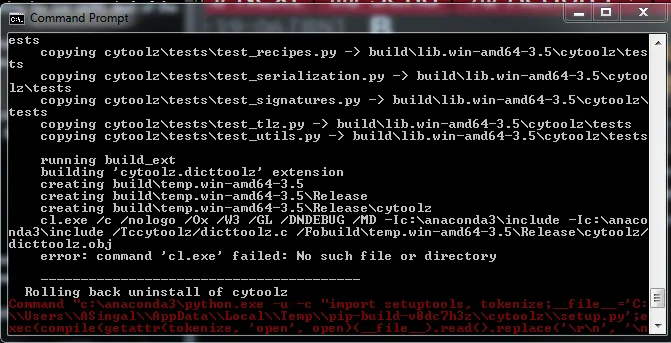 Command Prompt
ests
copying cytoolz\tests\test_recipes.py -> build\lib.win-amd64-3.5\cytoolz\tes
ts
copying cytoolz\tests\test_serialization.py -> build\lib.win-amd64-3.5\cytoo
lz\tests
copying cytoolz\tests\test_signatures.py -> build\lib.win-amd64-3.5\cytoolz\
tests
copying cytoolz\tests\test_tlz.py -> build\lib.win-amd64-3.5\cytoolz\tests
copying cytoolz\tests\test_utils.py -> build\lib.win-amd64-3.5\cytoolz\tests
running build_ext
building 'cytoolz.dicttoolz' extension
creating build\temp.win-amd64-3.5
creating build\temp.win-amd64-3.5\Release
creating build\temp.win-amd64-3.5\Release\cytoolz
cl.exe /c /nologo /Ox /W3 /GL /DNDEBUG /MD -Ic:\anaconda3\include -Ic:\anaco
nda3\include /Tccytoolz/dicttoolz.c /Fobuild\temp.win-amd64-3.5\Release\cytoolz/
dicttoolz.obj
error: command 'cl.exe' failed: No such file or directory
----------------------------------------
Rolling back uninstall of cytoolz
Command "c:\anaconda3\python.exe -u -c "import setuptools, tokenize;__file__='C:
\\Users\\ASingal\\AppData\\Local\\Temp\\pip-build-v8dc7h3z\\cytoolz\\setup.py';e
xec(compile(getattr(tokenize, 'open', open)(__file__).read().replace('\r\n', '\n